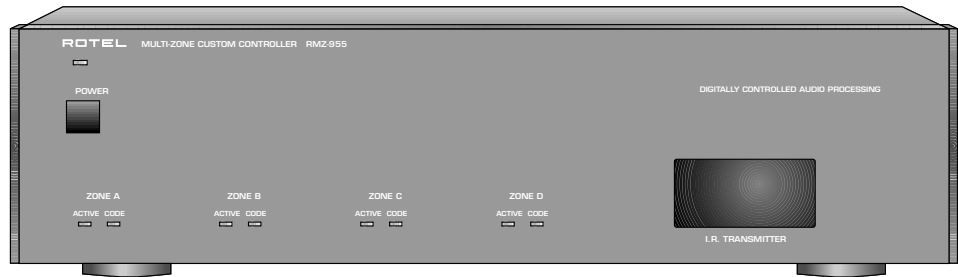 ROTEL MULTI-ZONE CUSTOM CONTROLLER RMZ-955
POWER
DIGITALLY CONTROLLED AUDIO PROCESSING
ZONE A ZONE B ZONE C ZONE D
ACTIVE CODE ACTIVE CODE ACTIVE CODE ACTIVE CODE
I.R. TRANSMITTER